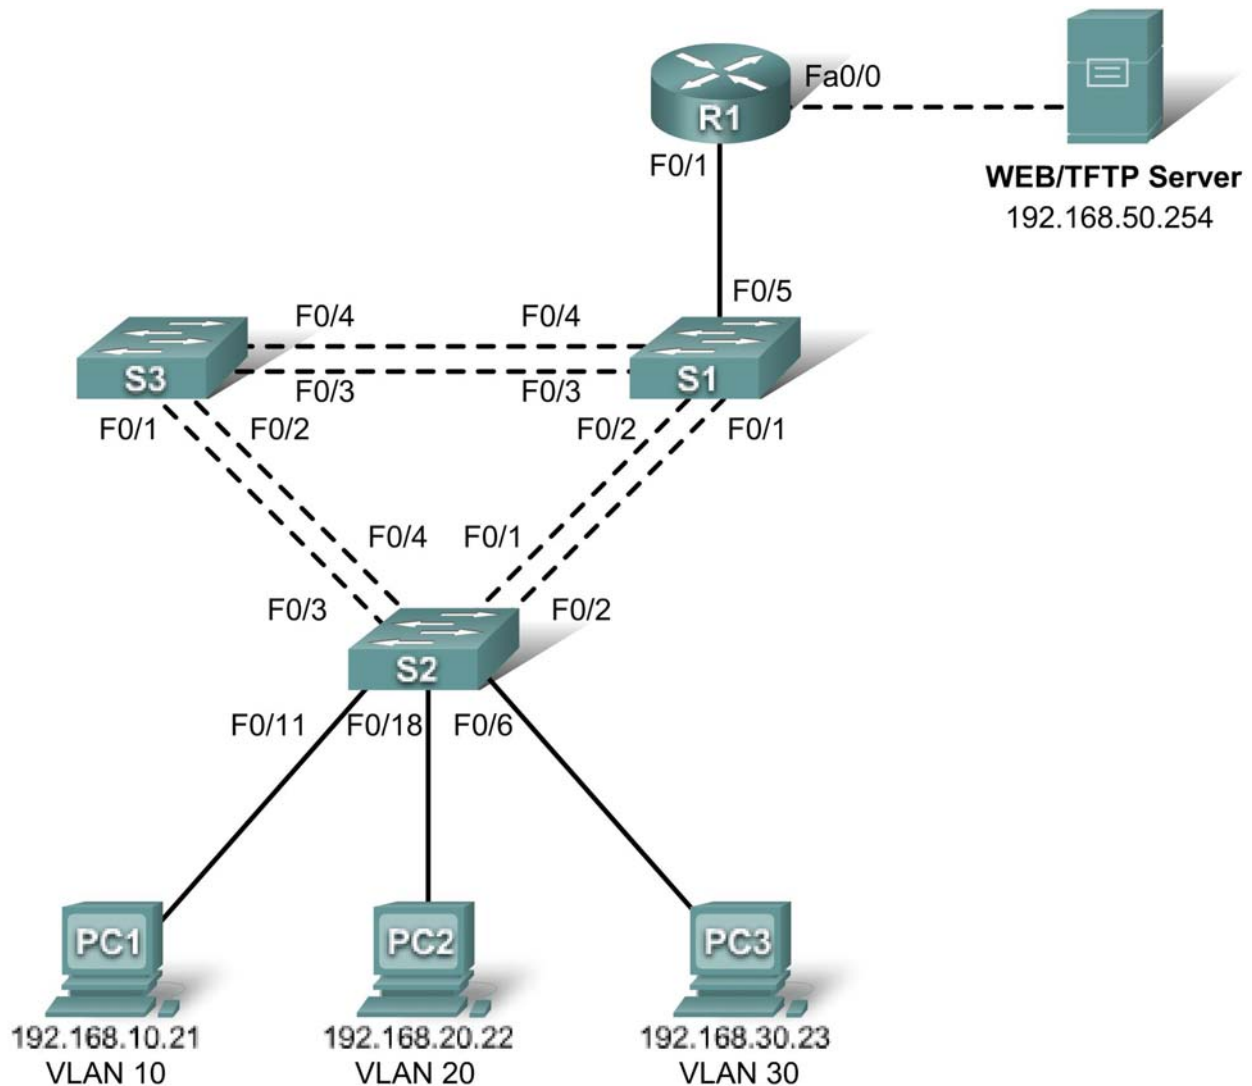 Fa0/0
R1
F0/1
WEB/TFTP Server
192.168.50.254
F0/5
F0/4
F0/4
S3
S1
F0/3
F0/3
F0/1
F0/2
F0/2
F0/1
F0/4
F0/1
F0/3
F0/2
S2
F0/11
F0/18
F0/6
PC1
PC2
PC3
192.168.10.21
192.168.20.22
192.168.30.23
VLAN 10
VLAN 20
VLAN 30